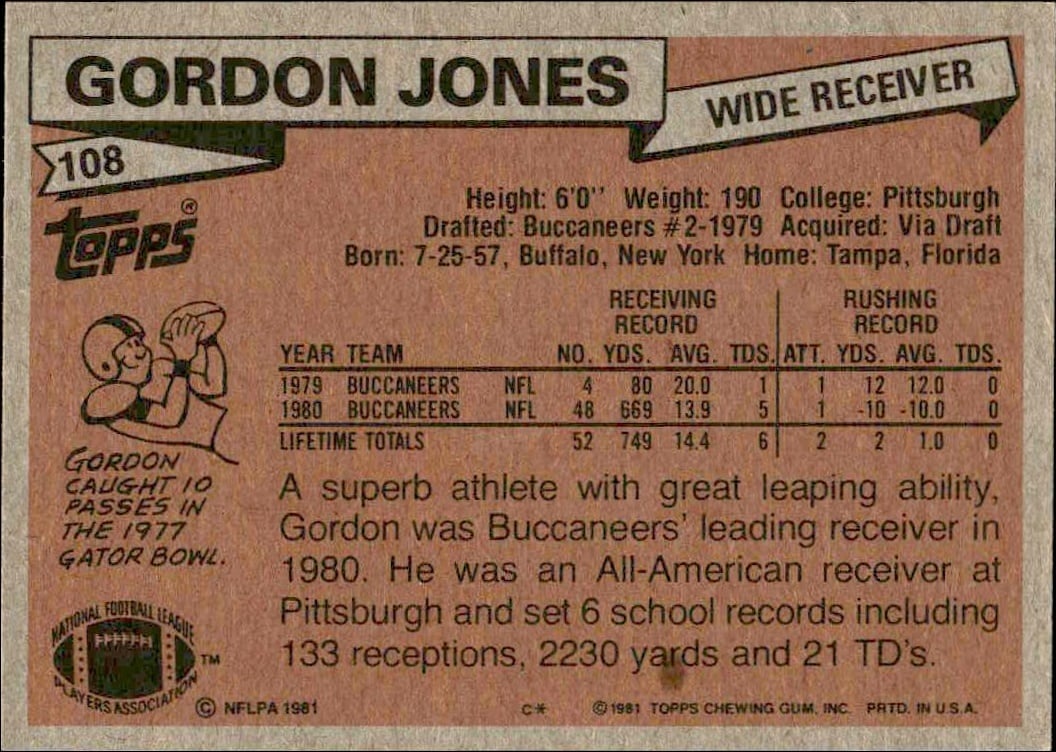 GORDON JONES
WIDE RECEIVER
108
TOPPS®
Height: 6'0'' Weight: 190 College: Pittsburgh
Drafted: Buccaneers #2-1979 Acquired: Via Draft
Born: 7-25-57, Buffalo, New York Home: Tampa, Florida
RECEIVING RECORD RUSHING RECORD
YEAR TEAM NO. YDS. AVG. TDS. ATT. YDS. AVG. TDS.
1979 BUCCANEERS NFL 4 80 20.0 1 1 12 12.0 0
1980 BUCCANEERS NFL 48 669 13.9 5 1 -10 -10.0 0
LIFETIME TOTALS 52 749 14.4 6 2 2 1.0 0
GORDON
CAUGHT 10
PASSES IN
THE 1977
GATOR BOWL.
A superb athlete with great leaping ability,
Gordon was Buccaneers' leading receiver in
1980. He was an All-American receiver at
Pittsburgh and set 6 school records including
133 receptions, 2230 yards and 21 TD's.
NATIONAL FOOTBALL LEAGUE
PLAYERS ASSOCIATION
TM
© NFLPA 1981 C* ©1981 TOPPS CHEWING GUM, INC. PRTD. IN U.S.A.